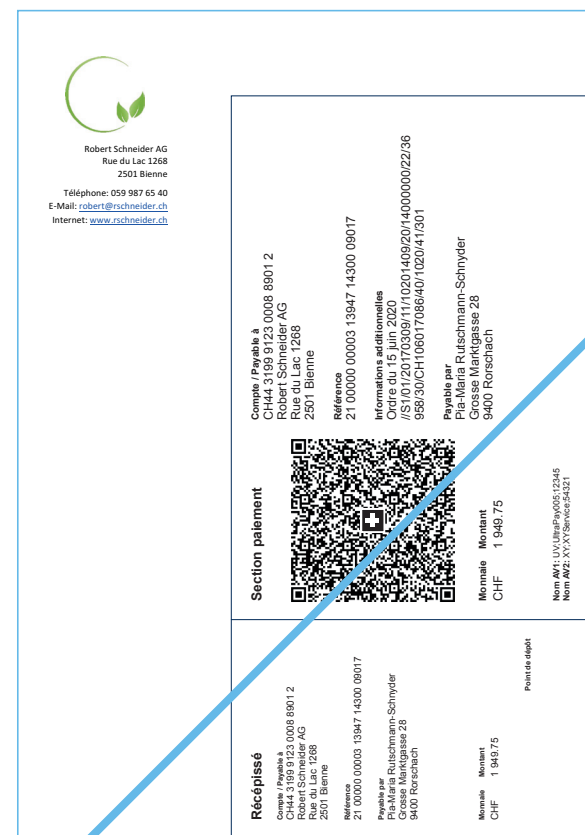 Robert Schneider AG
Rue du Lac 1268
2501 Bienne
Téléphone: 059 987 65 40
E-Mail: robert@rschneider.ch
Internet: www.rschneider.ch
Section paiement
Monnaie Montant
CHF 1 949.75
Compte / Payable à
CH44 3199 9123 0008 8901 2
Robert Schneider AG
Rue du Lac 1268
2501 Bienne
Référence
21 00000 00003 13947 14300 09017
Informations additionnelles
Ordre du 15 juin 2020
//S1/01/20170309/11/10201409/20/14000000/22/36
958/30/CH106017086/40/1020/41/301
Payable par
Pia-Maria Rutschmann-Schnyder
Grosse Marktgasse 28
9400 Rorschach
Nom AV1: UV;UltraPay005;12345
Nom AV2: XY;XYService;54321
Récépissé
Compte / Payable à
CH44 3199 9123 0008 8901 2
Robert Schneider AG
Rue du Lac 1268
2501 Bienne
Référence
21 00000 00003 13947 14300 09017
Payable par
Pia-Maria Rutschmann-Schnyder
Grosse Marktgasse 28
9400 Rorschach
Monnaie Montant
CHF 1 949.75
Point de dépôt